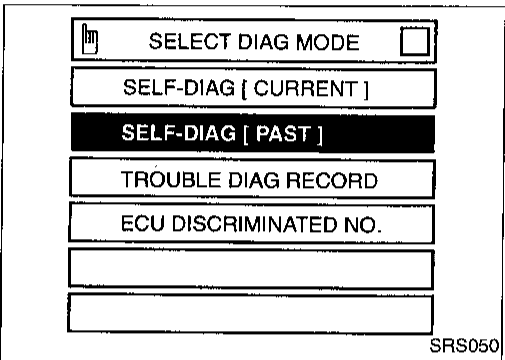 SELECT DIAG MODE
SELF-DIAG [ CURRENT ]
SELF-DIAG [ PAST ]
TROUBLE DIAG RECORD
ECU DISCRIMINATED NO.
SRS050